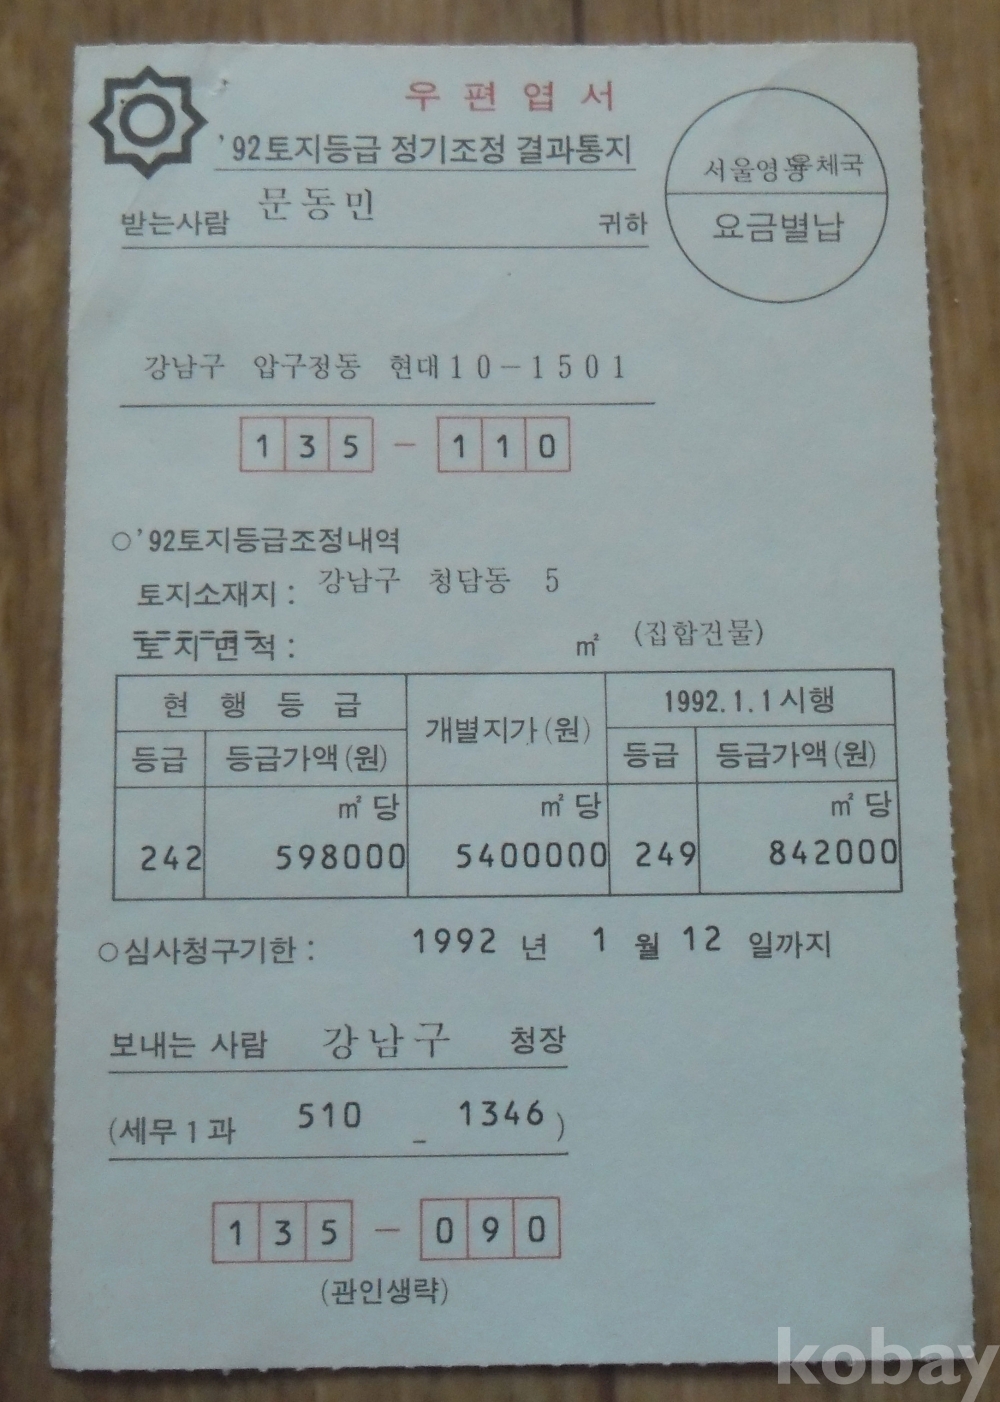 우편엽서
'92토지등급 정기조정 결과통지
서울영동우체국
요금별납
받는사람 문동민 귀하
강남구 압구정동 현대10-1501
135-110
○'92토지등급조정내역
토지소재지 : 강남구 청담동 5
토지면적 : ㎡ (집합건물)
현행등급 개별지가(원) 1992.1.1시행
등급 등급가액(원) 등급 등급가액(원)
㎡당 ㎡당 ㎡당
242 598000 5400000 249 842000
○심사청구기한 : 1992 년 1 월 12 일까지
보내는 사람 강남구 청장
(세무1과 510 - 1346)
135-090
(관인생략)
kobay